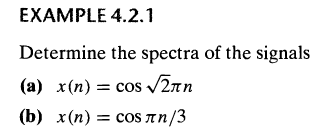 EXAMPLE 4.2.1
Determine the spectra of the signals
(a) x(n) = cos √2πn
(b) x(n) = cos πn/3